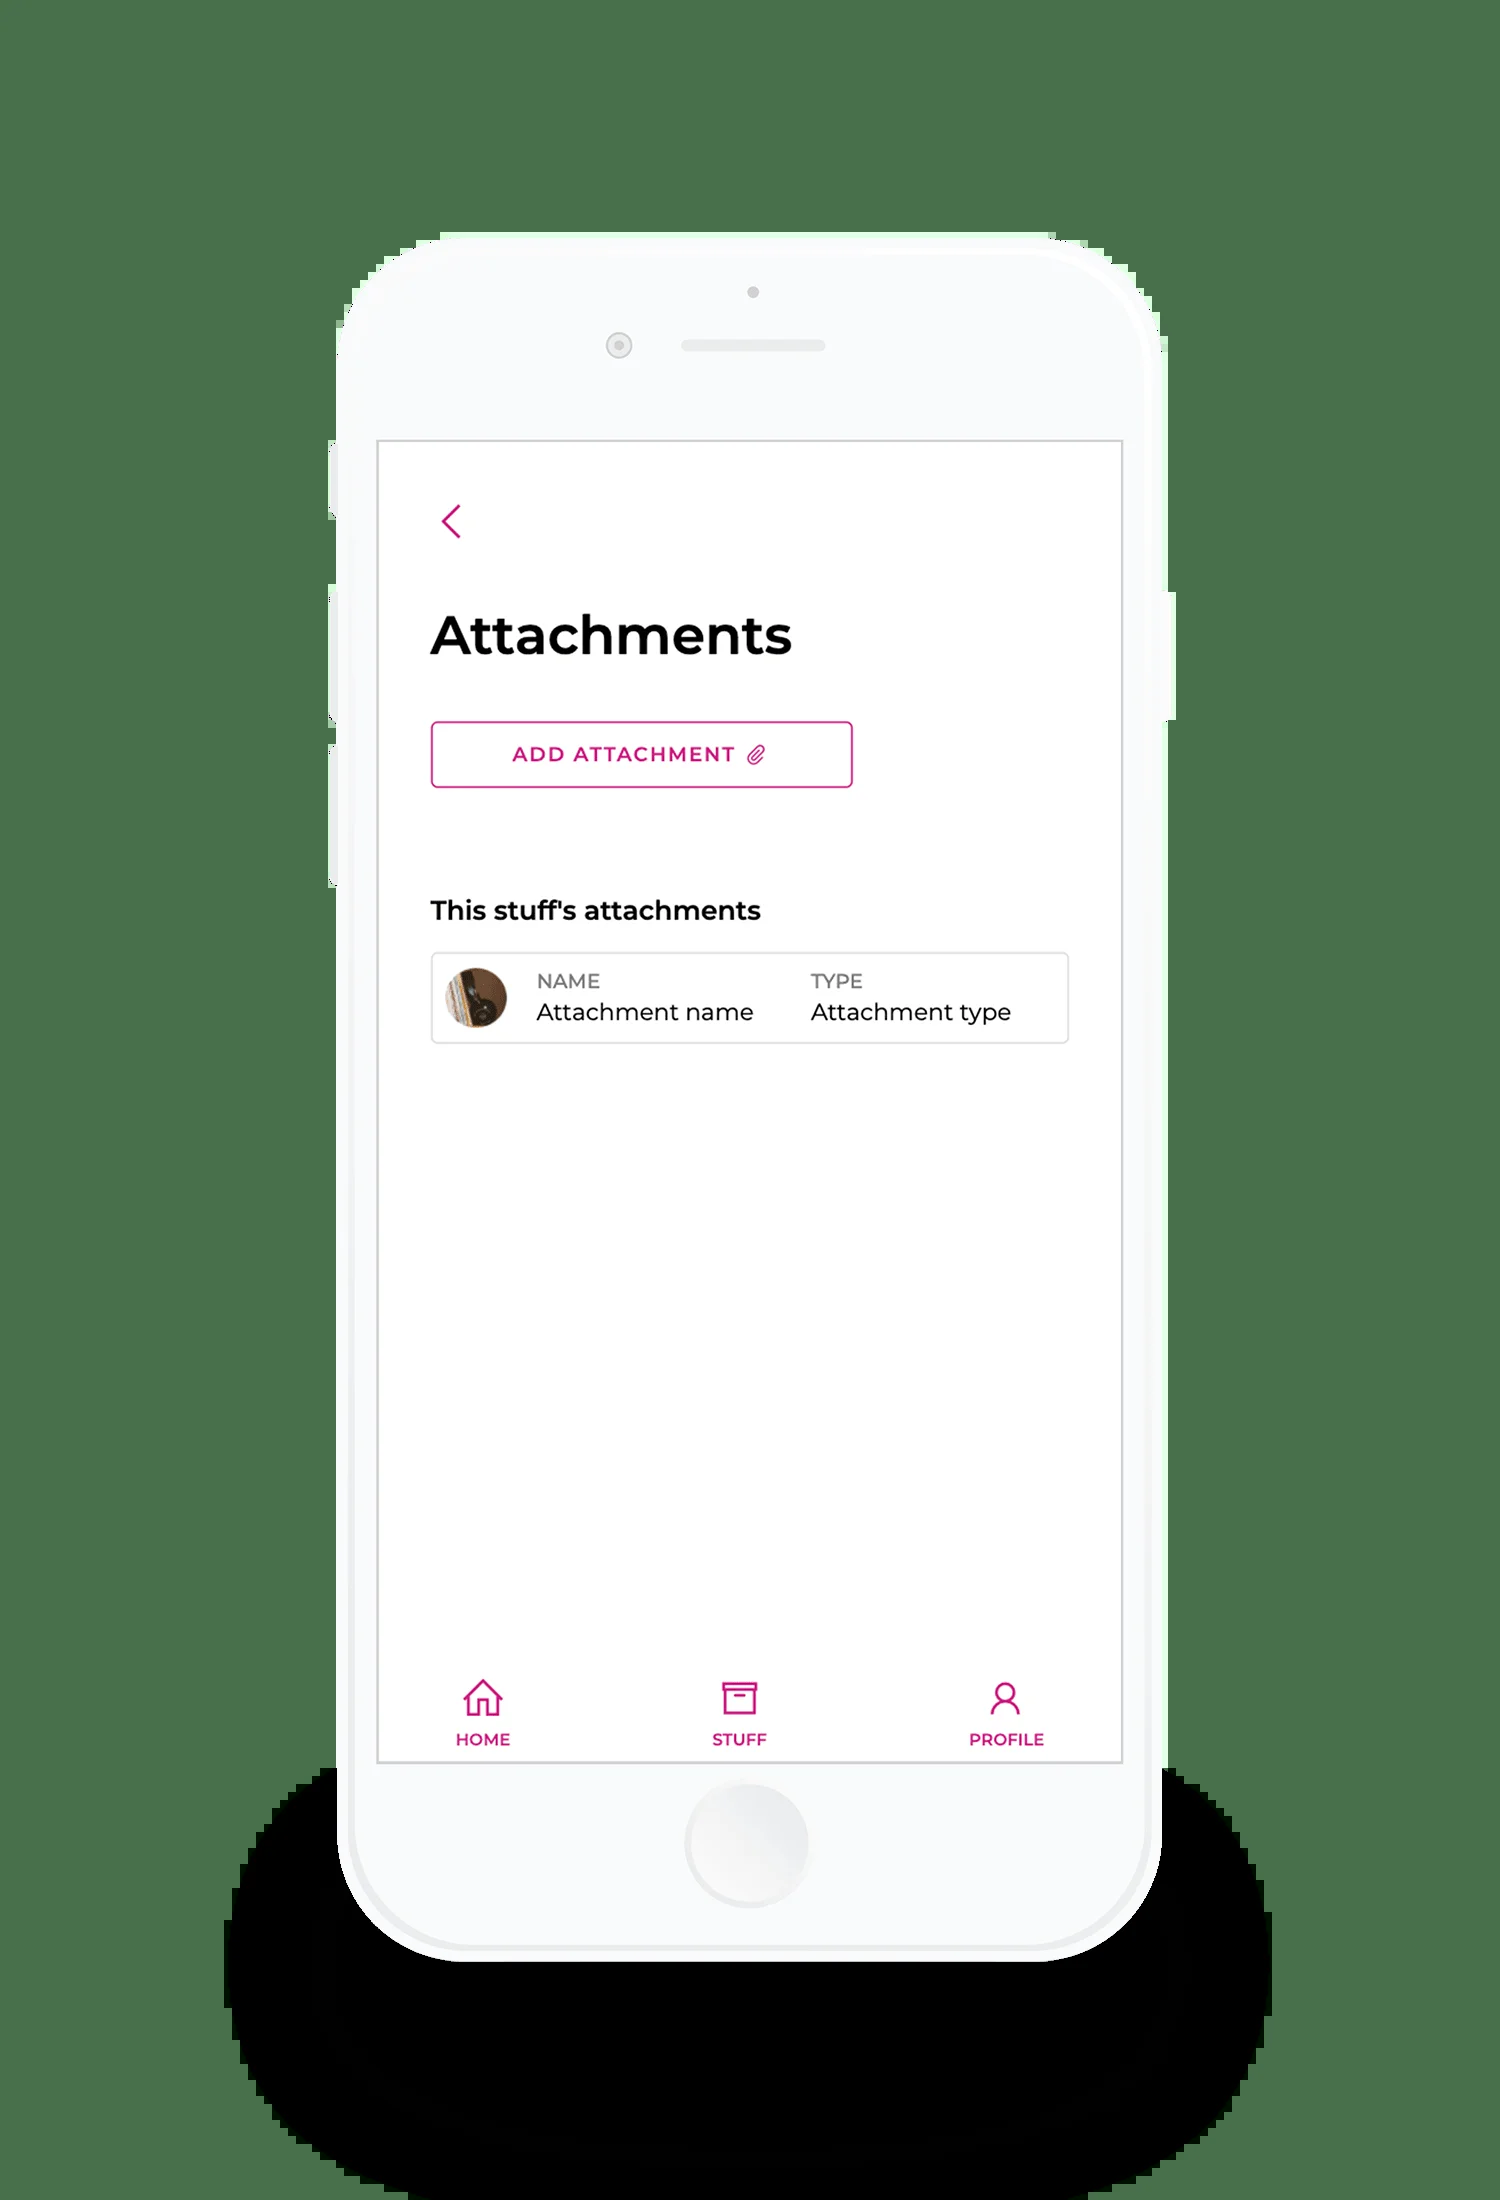 Attachments
ADD ATTACHMENT
This stuff's attachments
NAME TYPE
Attachment name Attachment type
HOME STUFF PROFILE